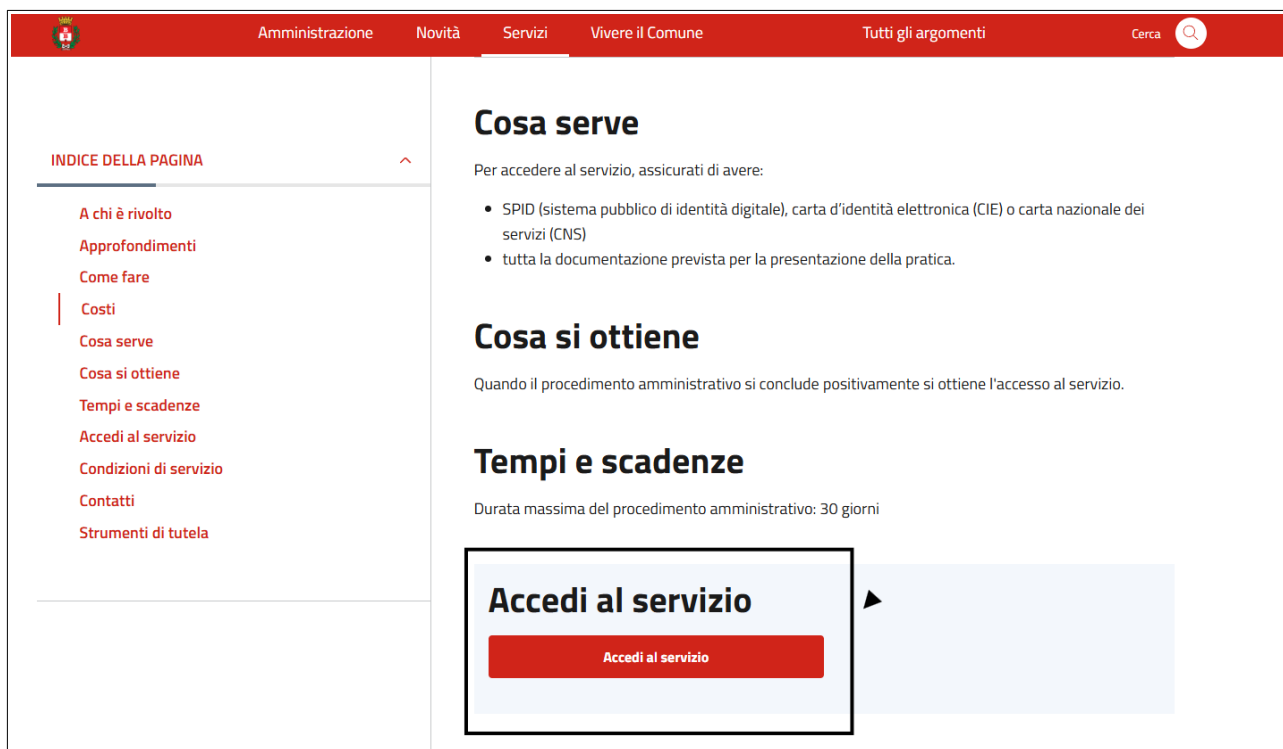 Amministrazione Novità Servizi Vivere il Comune Tutti gli argomenti Cerca
INDICE DELLA PAGINA
A chi è rivolto
Approfondimenti
Come fare
Costi
Cosa serve
Cosa si ottiene
Tempi e scadenze
Accedi al servizio
Condizioni di servizio
Contatti
Strumenti di tutela
Cosa serve
Per accedere al servizio, assicurati di avere:
SPID (sistema pubblico di identità digitale), carta d’identità elettronica (CIE) o carta nazionale dei
servizi (CNS)
tutta la documentazione prevista per la presentazione della pratica.
Cosa si ottiene
Quando il procedimento amministrativo si conclude positivamente si ottiene l'accesso al servizio.
Tempi e scadenze
Durata massima del procedimento amministrativo: 30 giorni
Accedi al servizio
Accedi al servizio